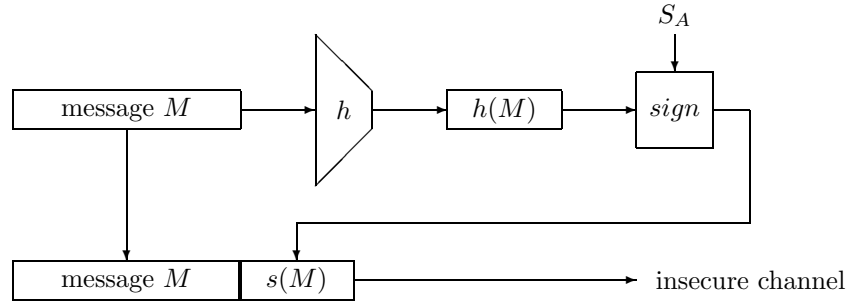 S_A
message M
h
h(M)
sign
message M
s(M)
insecure channel